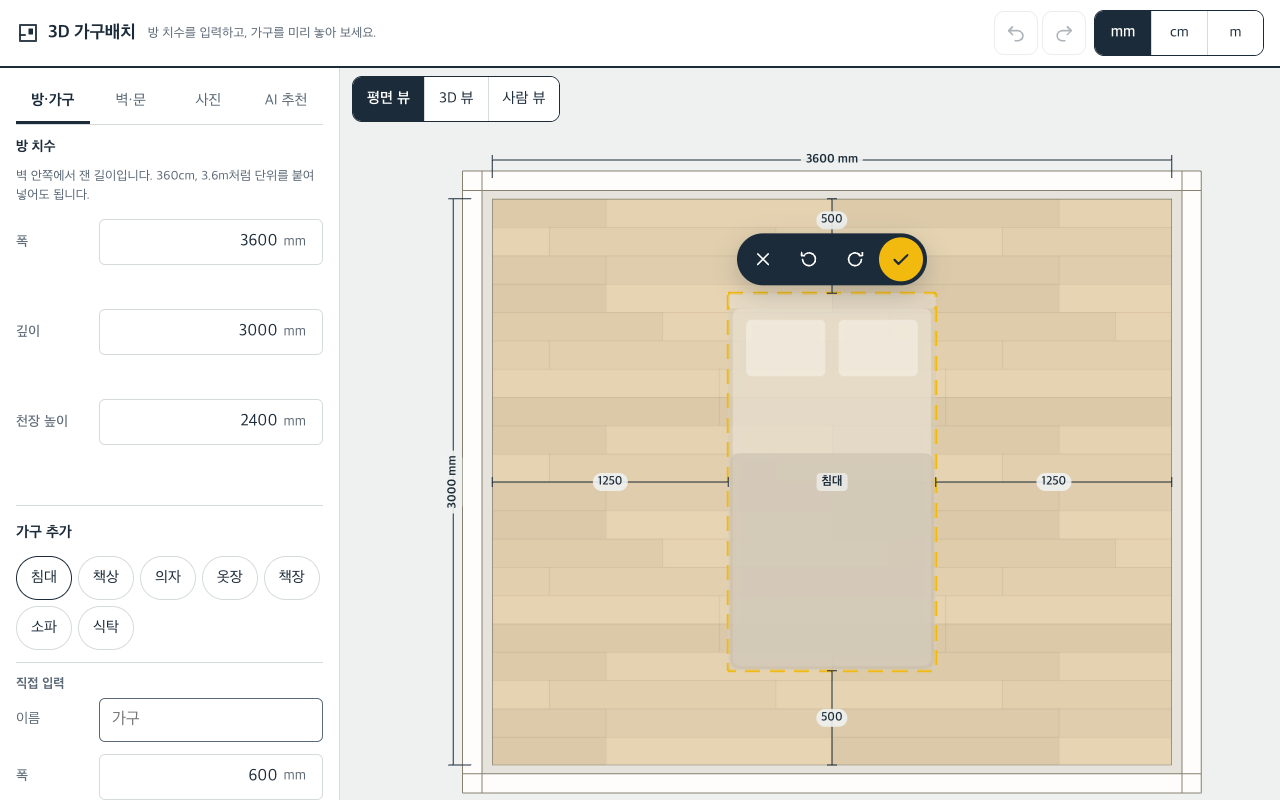 3D 가구배치 방 치수를 입력하고, 가구를 미리 놓아 보세요.
mm cm m
방·가구 벽·문 사진 AI 추천
평면 뷰 3D 뷰 사람 뷰
방 치수
벽 안쪽에서 잰 길이입니다. 360cm, 3.6m처럼 단위를 붙여
넣어도 됩니다.
폭 3600 mm
깊이 3000 mm
천장 높이 2400 mm
가구 추가
침대 책상 의자 옷장 책장
소파 식탁
직접 입력
이름 가구
폭 600 mm
3600 mm
500
3000 mm
1250 침대 1250
500